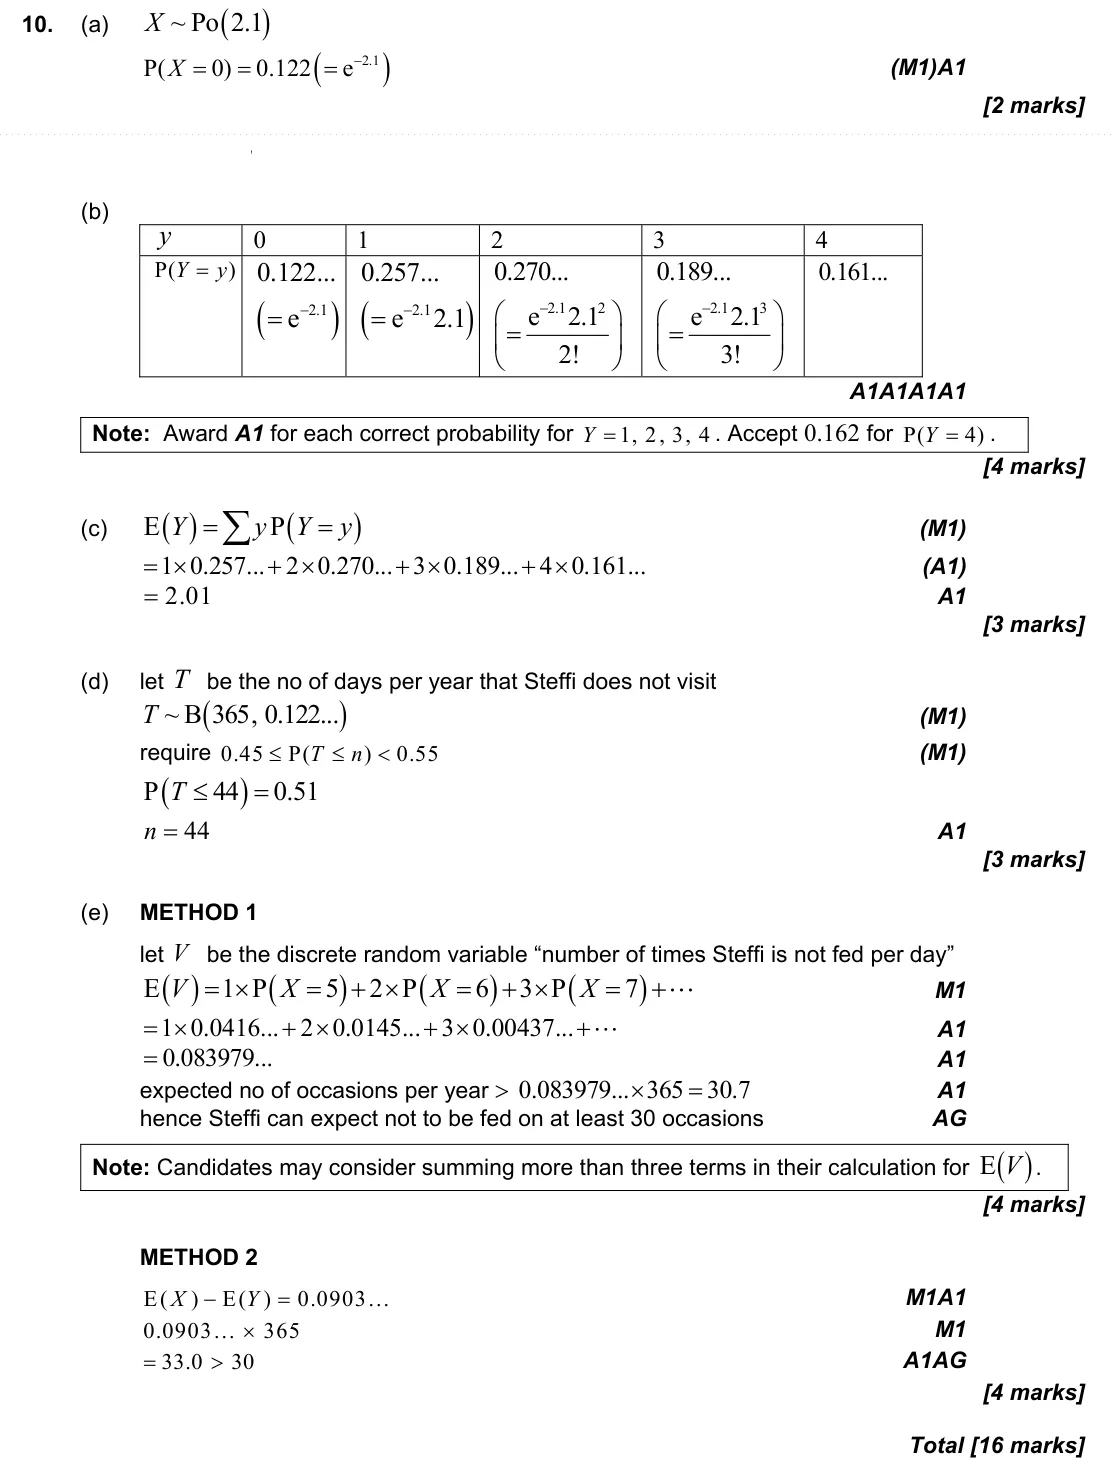 10. (a) X ~ Po(2.1)
P(X = 0) = 0.122 (= e^{−2.1}) (M1)A1
[2 marks]
(b)
y 0 1 2 3 4
P(Y = y) 0.122... 0.257... 0.270... 0.189... 0.161...
(= e^{−2.1}) (= e^{−2.1}2.1) (= e^{−2.1}2.1²/2!) (= e^{−2.1}2.1³/3!)
A1A1A1A1
Note: Award A1 for each correct probability for Y = 1, 2, 3, 4. Accept 0.162 for P(Y = 4).
[4 marks]
(c) E(Y) = ∑ y P(Y = y) (M1)
= 1×0.257...+ 2×0.270...+ 3×0.189...+ 4×0.161... (A1)
= 2.01 A1
[3 marks]
(d) let T be the no of days per year that Steffi does not visit
T ~ B(365, 0.122...) (M1)
require 0.45 ≤ P(T ≤ n) < 0.55 (M1)
P(T ≤ 44) = 0.51
n = 44 A1
[3 marks]
(e) METHOD 1
let V be the discrete random variable “number of times Steffi is not fed per day”
E(V) = 1×P(X = 5)+ 2×P(X = 6)+ 3×P(X = 7)+⋯ M1
= 1×0.0416...+ 2×0.0145...+ 3×0.00437...+⋯ A1
= 0.083979... A1
expected no of occasions per year > 0.083979...×365 = 30.7 A1
hence Steffi can expect not to be fed on at least 30 occasions AG
Note: Candidates may consider summing more than three terms in their calculation for E(V).
[4 marks]
METHOD 2
E(X) − E(Y) = 0.0903... M1A1
0.0903... × 365 M1
= 33.0 > 30 A1AG
[4 marks]
Total [16 marks]